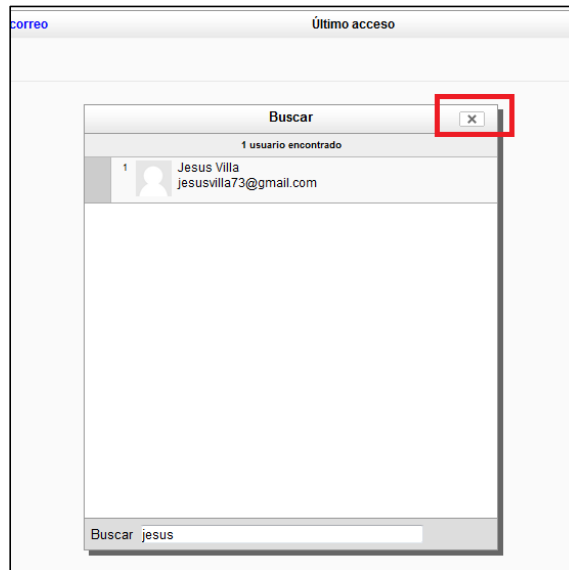 correo Último acceso
Buscar
1 usuario encontrado
1 Jesus Villa
jesusvilla73@gmail.com
Buscar jesus